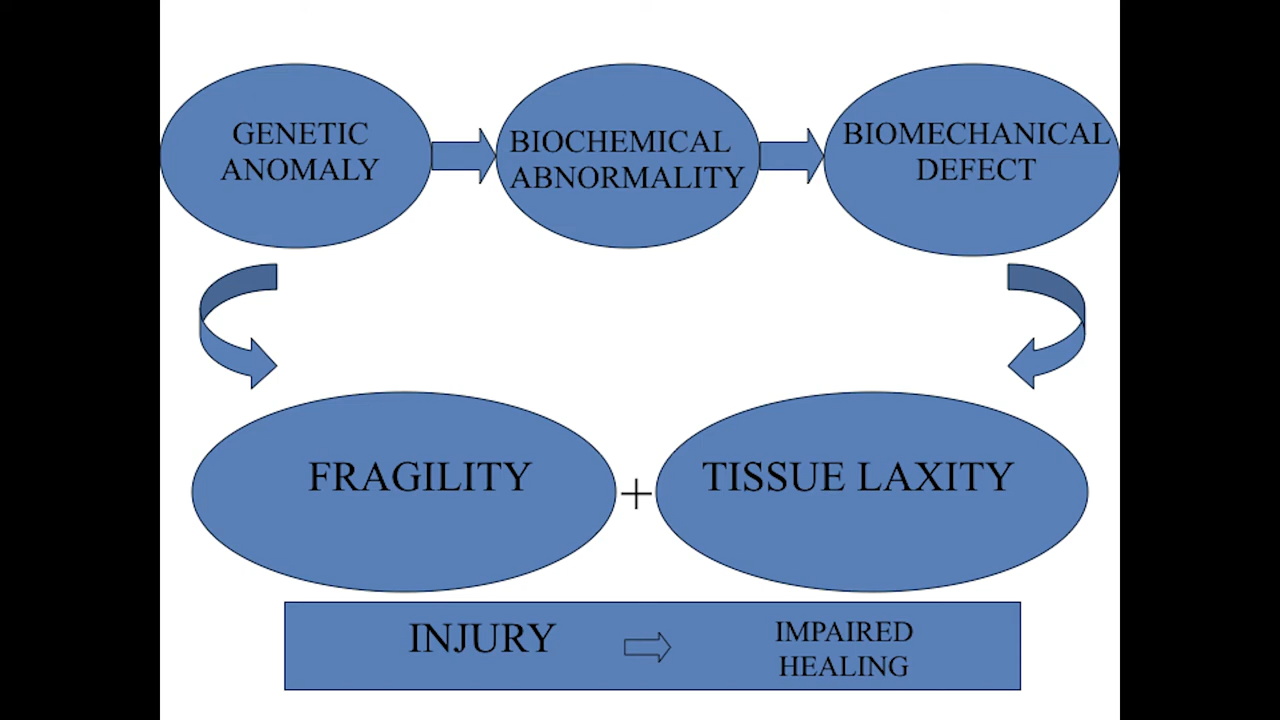 GENETIC
ANOMALY
BIOCHEMICAL
ABNORMALITY
BIOMECHANICAL
DEFECT
FRAGILITY
+
TISSUE LAXITY
INJURY
IMPAIRED
HEALING